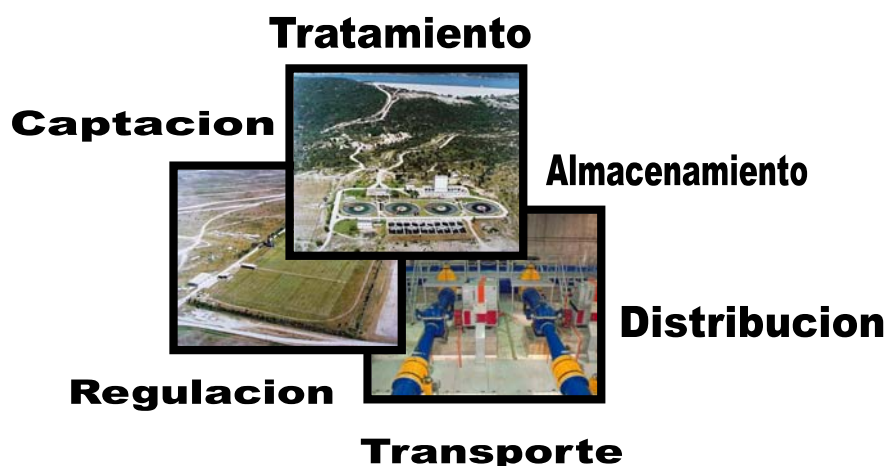 Tratamiento
Captacion
Almacenamiento
Distribucion
Regulacion
Transporte